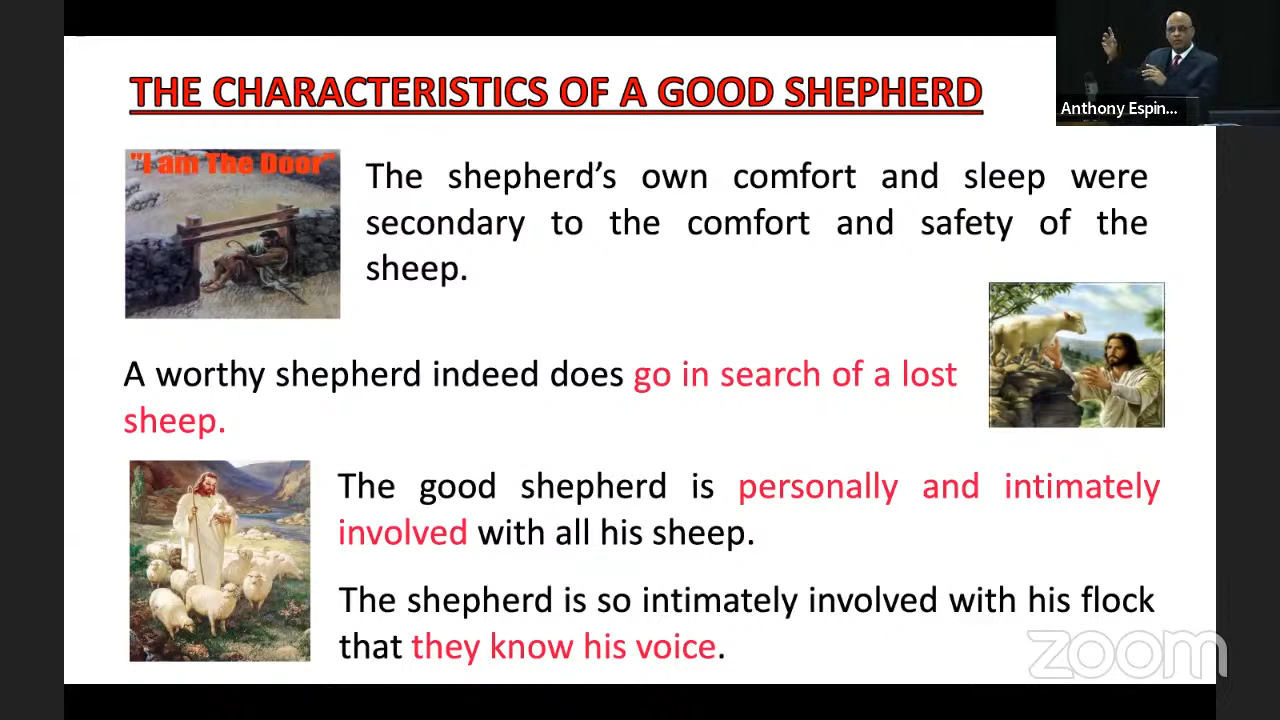 THE CHARACTERISTICS OF A GOOD SHEPHERD
Anthony Espin...
"I am The Door"
The shepherd’s own comfort and sleep were
secondary to the comfort and safety of the
sheep.
A worthy shepherd indeed does go in search of a lost
sheep.
The good shepherd is personally and intimately
involved with all his sheep.
The shepherd is so intimately involved with his flock
that they know his voice.
zoom